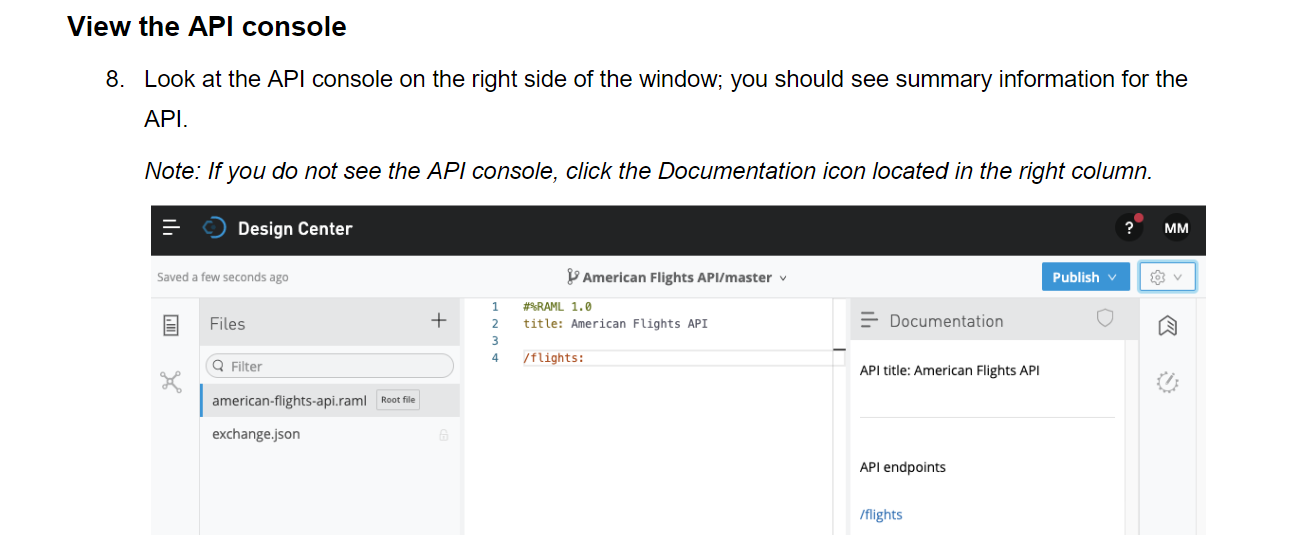 View the API console
8. Look at the API console on the right side of the window; you should see summary information for the
API.
Note: If you do not see the API console, click the Documentation icon located in the right column.
Design Center
?
MM
Saved a few seconds ago
American Flights API/master
Publish
Files
+
Filter
american-flights-api.raml
Root file
exchange.json
1 #%RAML 1.0
2 title: American Flights API
3
4 /flights:
Documentation
API title: American Flights API
API endpoints
/flights